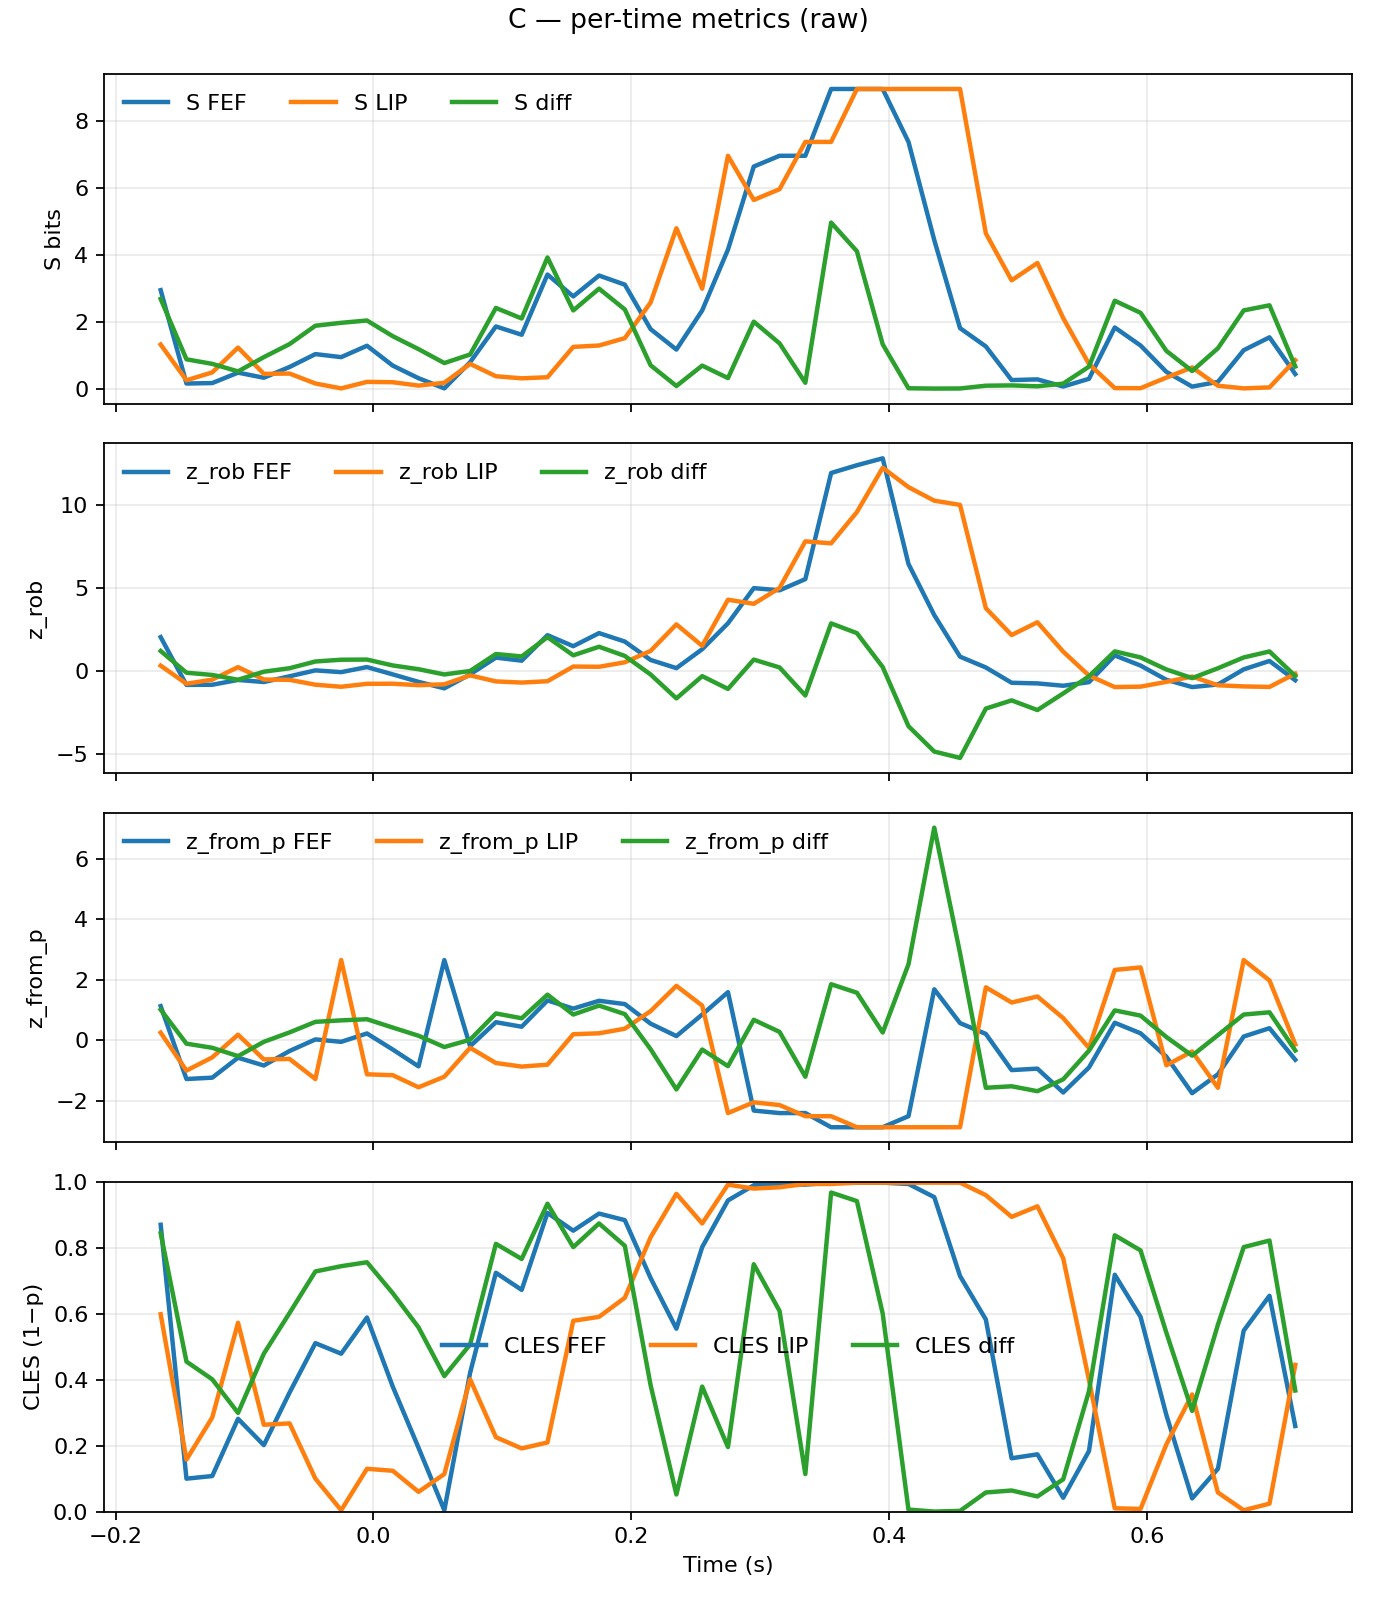 C — per-time metrics (raw)
S FEF S LIP S diff
8
6
4
2
0
S bits
z_rob FEF z_rob LIP z_rob diff
10
5
0
−5
z_rob
z_from_p FEF z_from_p LIP z_from_p diff
6
4
2
0
−2
z_from_p
1.0
0.8
0.6
CLES FEF CLES LIP CLES diff
0.4
0.2
0.0
CLES (1−p)
−0.2 0.0 0.2 0.4 0.6
Time (s)